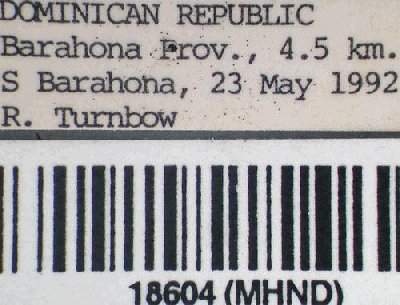 DOMINICAN REPUBLIC
Barahona Prov., 4.5 km.
S Barahona, 23 May 1992
R. Turnbow
18604 (MHND)